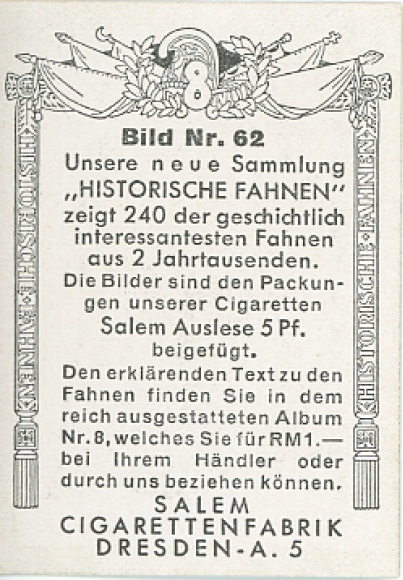 8
Bild Nr. 62
Unsere neue Sammlung
„HISTORISCHE FAHNEN"
zeigt 240 der geschichtlich
interessantesten Fahnen
aus 2 Jahrtausenden.
Die Bilder sind den Packun-
gen unserer Cigaretten
Salem Auslese 5 Pf.
beigefügt.
Den erklärenden Text zu den
Fahnen finden Sie in dem
reich ausgestatteten Album
Nr. 8, welches Sie für RM1.—
bei Ihrem Händler oder
durch uns beziehen können.
SALEM
CIGARETTENFABRIK
DRESDEN-A. 5
HISTORISCHE·FAHNEN
HISTORISCHE·FAHNEN